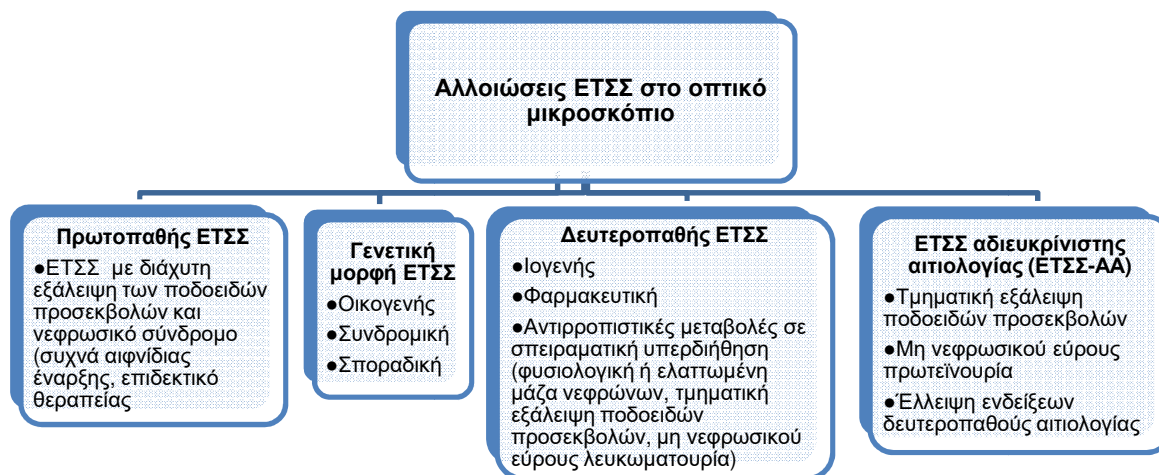 Αλλοιώσεις ΕΤΣΣ στο οπτικό
μικροσκόπιο
Πρωτοπαθής ΕΤΣΣ
●ΕΤΣΣ με διάχυτη
εξάλειψη των ποδοειδών
προσεκβολών και
νεφρωσικό σύνδρομο
(συχνά αιφνίδιας
έναρξης, επιδεκτικό
θεραπείας
Γενετική
μορφή ΕΤΣΣ
●Οικογενής
●Συνδρομική
●Σποραδική
Δευτεροπαθής ΕΤΣΣ
●Ιογενής
●Φαρμακευτική
●Αντιρροπιστικές μεταβολές σε
σπειραματική υπερδιήθηση
(φυσιολογική ή ελαττωμένη
μάζα νεφρώνων, τμηματική
εξάλειψη ποδοειδών
προσεκβολών, μη νεφρωσικού
εύρους λευκωματουρία)
ΕΤΣΣ αδιευκρίνιστης
αιτιολογίας (ΕΤΣΣ-ΑΑ)
●Τμηματική εξάλειψη
ποδοειδών προσεκβολών
●Μη νεφρωσικού εύρους
πρωτεϊνουρία
●Έλλειψη ενδείξεων
δευτεροπαθούς αιτιολογίας